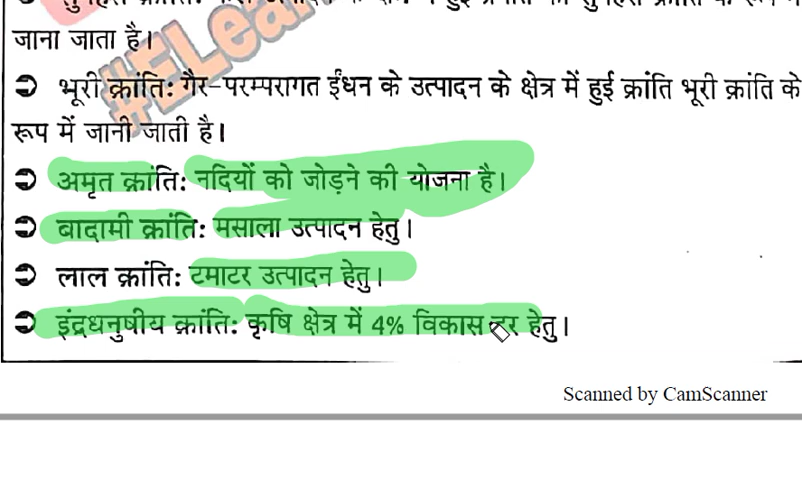 जाना जाता है।
➲ भूरी क्रांति: गैर-परम्परागत ईंधन के उत्पादन के क्षेत्र में हुई क्रांति भूरी क्रांति के
रूप में जानी जाती है।
➲ अमृत क्रांति: नदियों को जोड़ने की योजना है।
➲ बादामी क्रांति: मसाला उत्पादन हेतु।
➲ लाल क्रांति: टमाटर उत्पादन हेतु।
➲ इंद्रधनुषीय क्रांति: कृषि क्षेत्र में 4% विकास दर हेतु।
Scanned by CamScanner